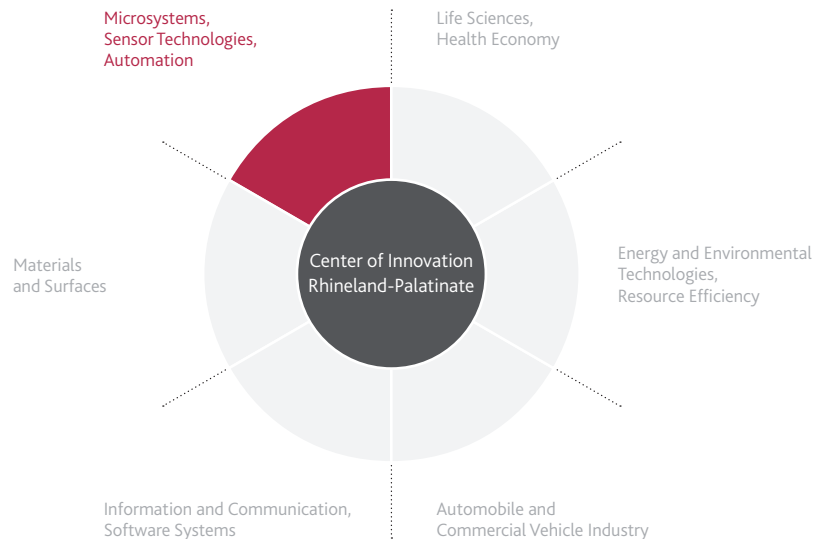 Microsystems,
Sensor Technologies,
Automation
Life Sciences,
Health Economy
Materials
and Surfaces
Center of Innovation
Rhineland-Palatinate
Energy and Environmental
Technologies,
Resource Efficiency
Information and Communication,
Software Systems
Automobile and
Commercial Vehicle Industry